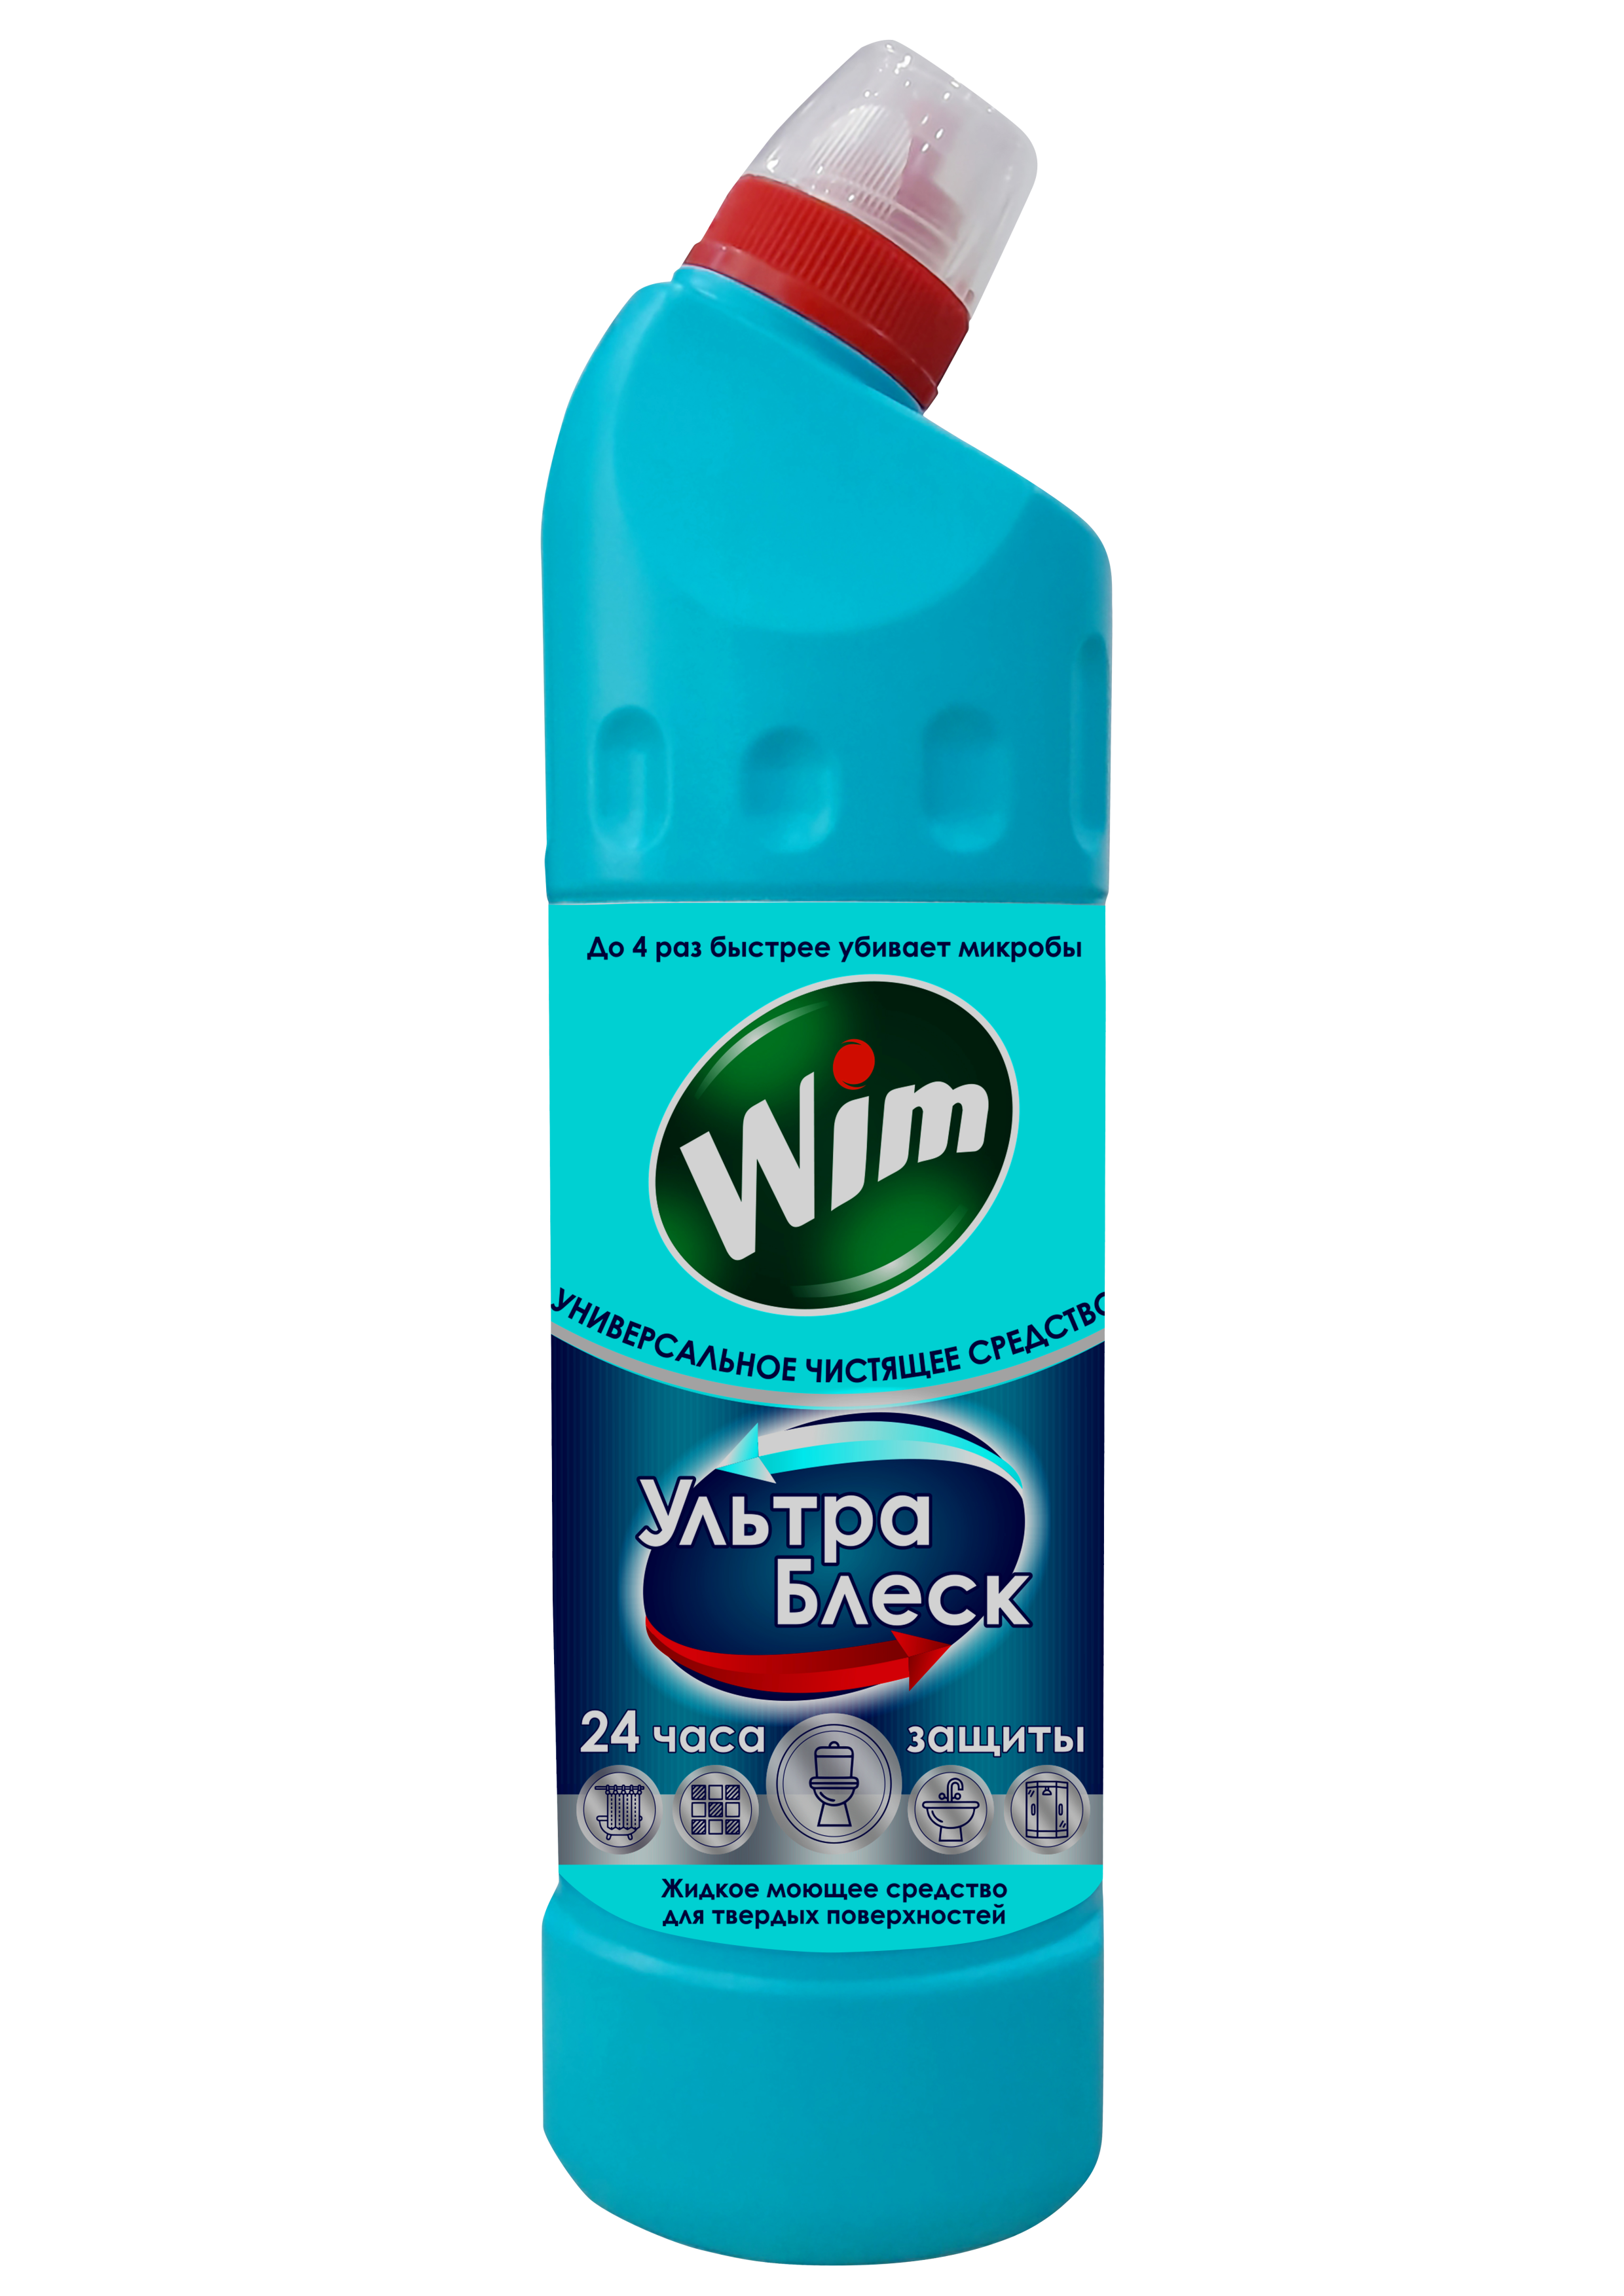 До 4 раз быстрее убивает микробы
Wim
УНИВЕРСАЛЬНОЕ ЧИСТЯЩЕЕ СРЕДСТВО
Ультра
Блеск
24 часа защиты
Жидкое моющее средство
для твердых поверхностей